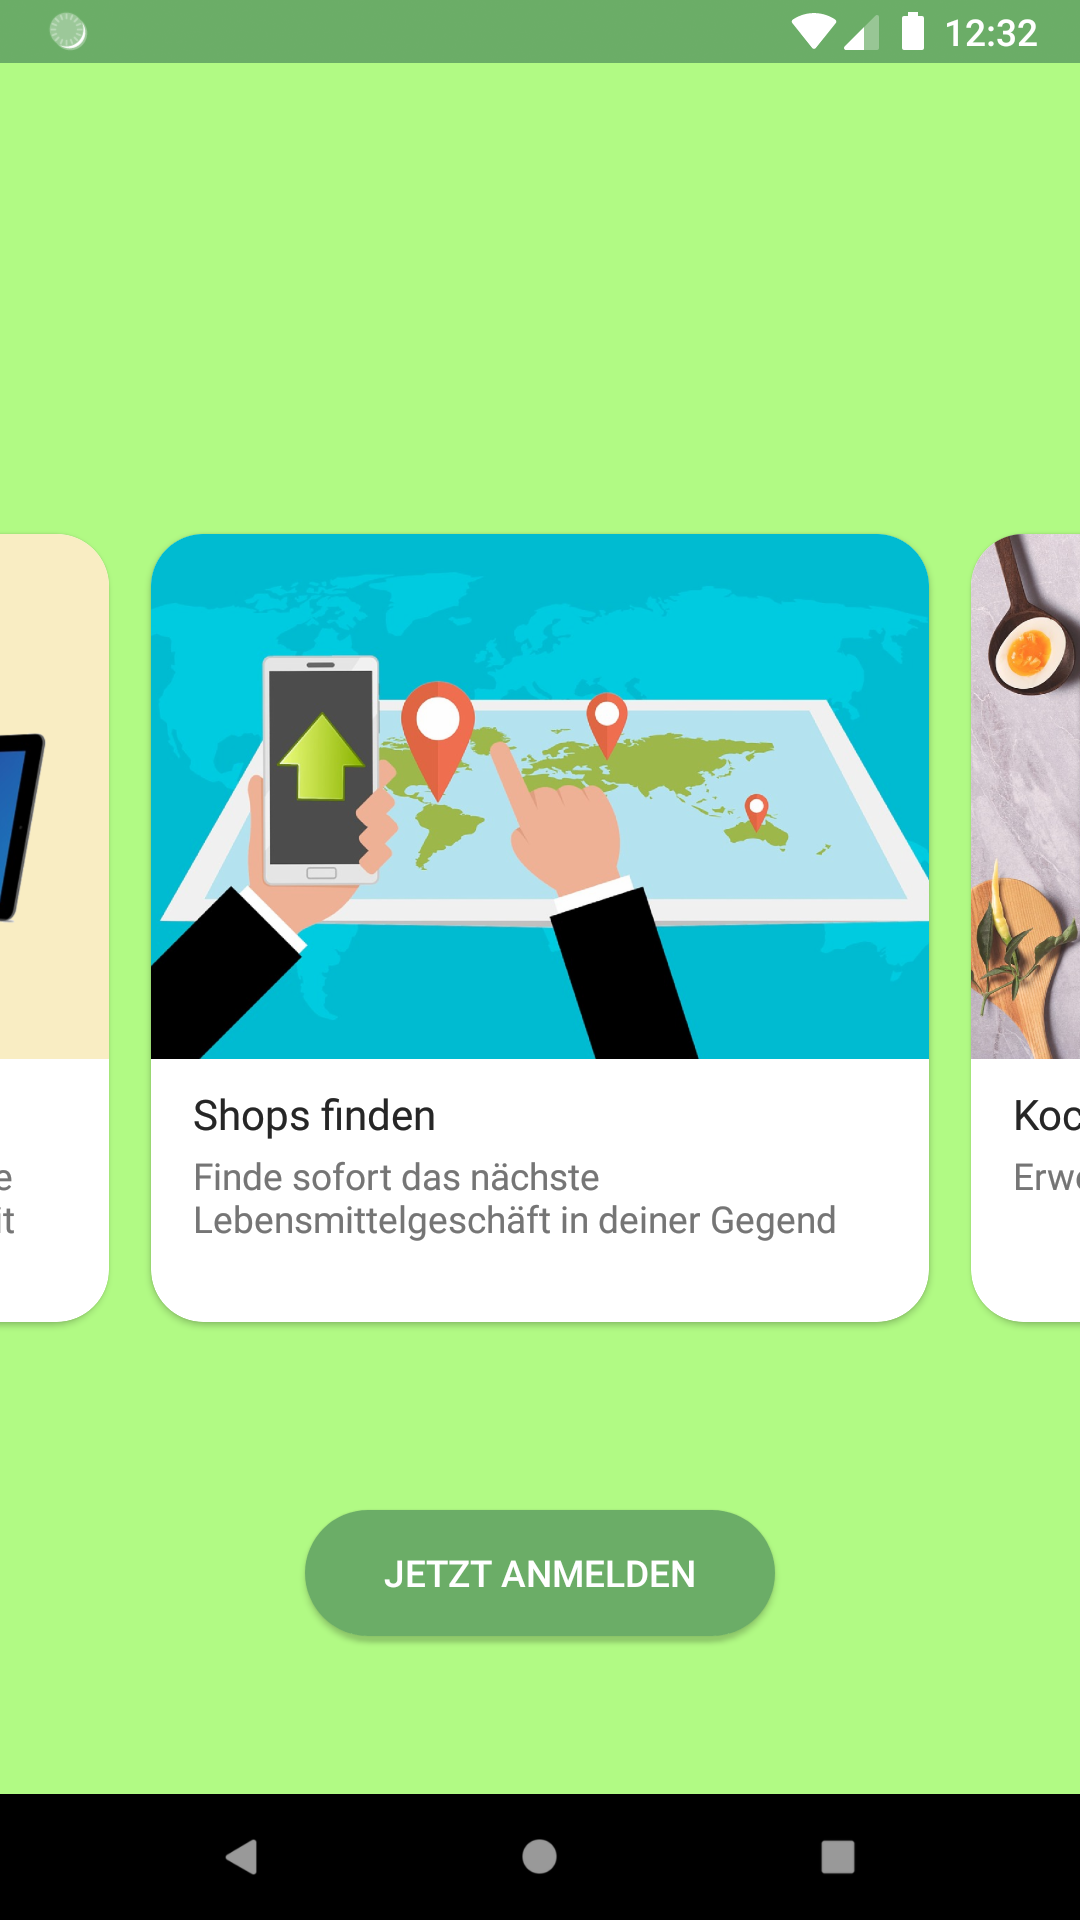 12:32
Shops finden
Finde sofort das nächste
Lebensmittelgeschäft in deiner Gegend
JETZT ANMELDEN